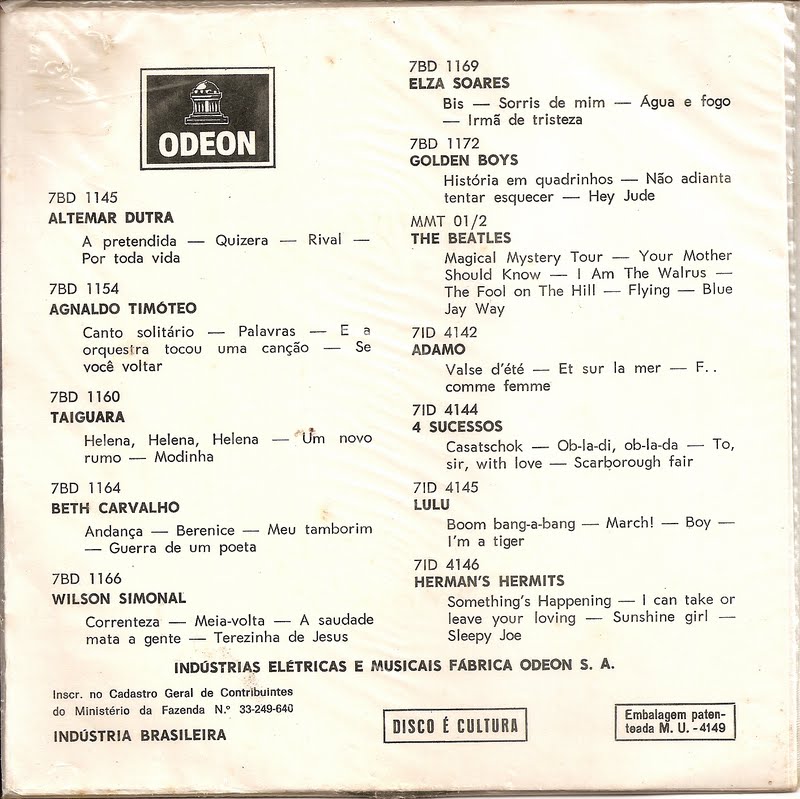 ODEON
7BD 1145
ALTEMAR DUTRA
A pretendida — Quizera — Rival —
Por toda vida
7BD 1154
AGNALDO TIMÓTEO
Canto solitário — Palavras — E a
orquestra tocou uma canção — Se
você voltar
7BD 1160
TAIGUARA
Helena, Helena, Helena — Um novo
rumo — Modinha
7BD 1164
BETH CARVALHO
Andança — Berenice — Meu tamborim
— Guerra de um poeta
7BD 1166
WILSON SIMONAL
Correnteza — Meia-volta — A saudade
mata a gente — Terezinha de Jesus
7BD 1169
ELZA SOARES
Bis — Sorris de mim — Água e fogo
— Irmã de tristeza
7BD 1172
GOLDEN BOYS
História em quadrinhos — Não adianta
tentar esquecer — Hey Jude
MMT 01/2
THE BEATLES
Magical Mystery Tour — Your Mother
Should Know — I Am The Walrus —
The Fool on The Hill — Flying — Blue
Jay Way
7ID 4142
ADAMO
Valse d'été — Et sur la mer — F..
comme femme
7ID 4144
4 SUCESSOS
Casatschok — Ob-la-di, ob-la-da — To,
sir, with love — Scarborough fair
7ID 4145
LULU
Boom bang-a-bang — March! — Boy —
I'm a tiger
7ID 4146
HERMAN'S HERMITS
Something's Happening — I can take or
leave your loving — Sunshine girl —
Sleepy Joe
INDÚSTRIAS ELÉTRICAS E MUSICAIS FÁBRICA ODEON S. A.
Inscr. no Cadastro Geral de Contribuintes
do Ministério da Fazenda N.º 33-249-640
INDÚSTRIA BRASILEIRA
DISCO É CULTURA
Embalagem paten-
teada M. U. -4149